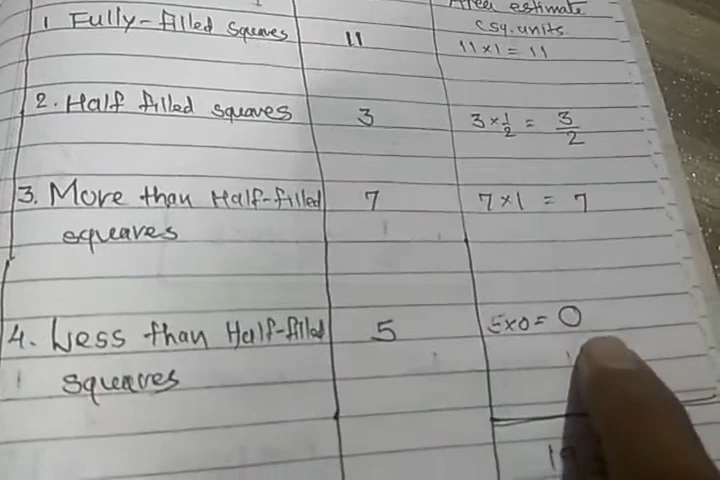 Area estimate
(sq.units.
1. Fully-filled squares 11 11×1 = 11
2. Half filled squares 3 3×1/2 = 3/2
3. More than Half-filled 7 7×1 = 7
squares
4. Less than Half-filled 5 5×0= 0
squares